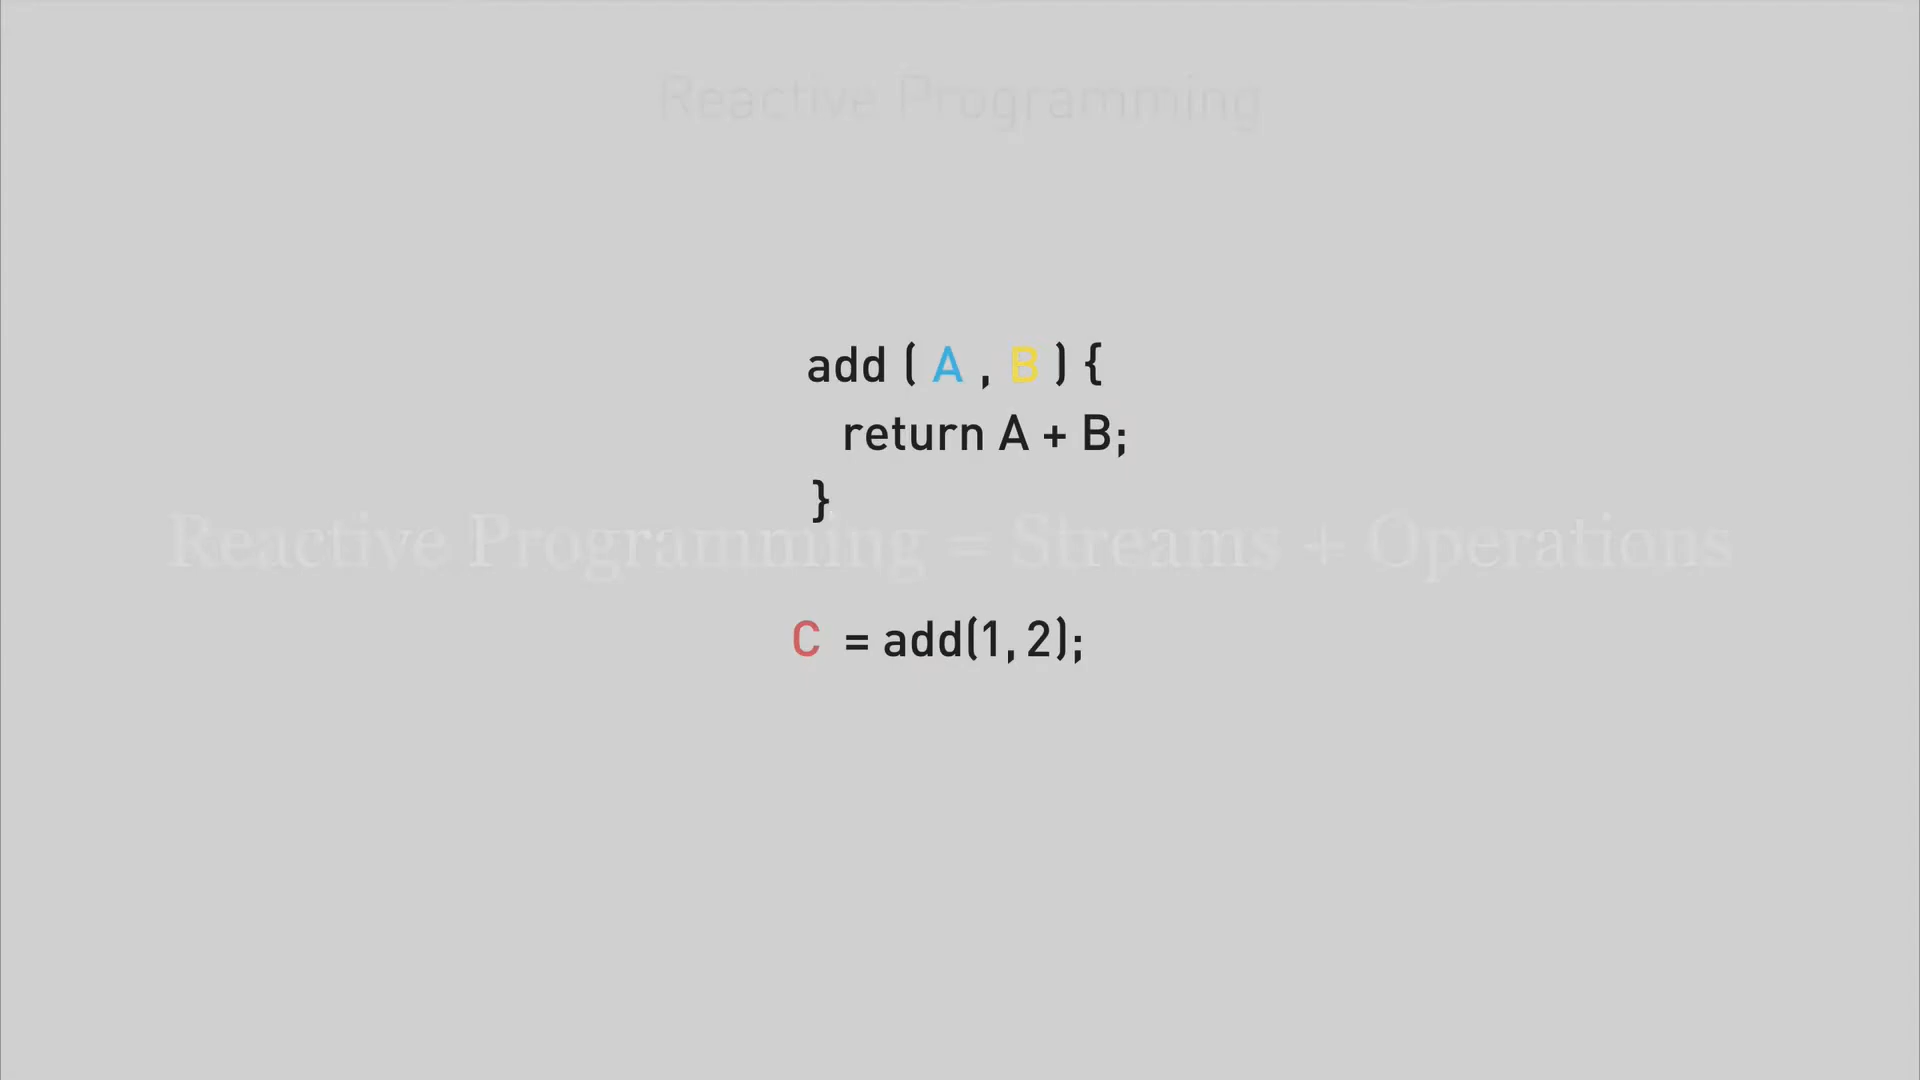 Reactive Programming
add ( A , B ) {
return A + B;
}
Reactive Programming = Streams + Operations
C = add(1, 2);